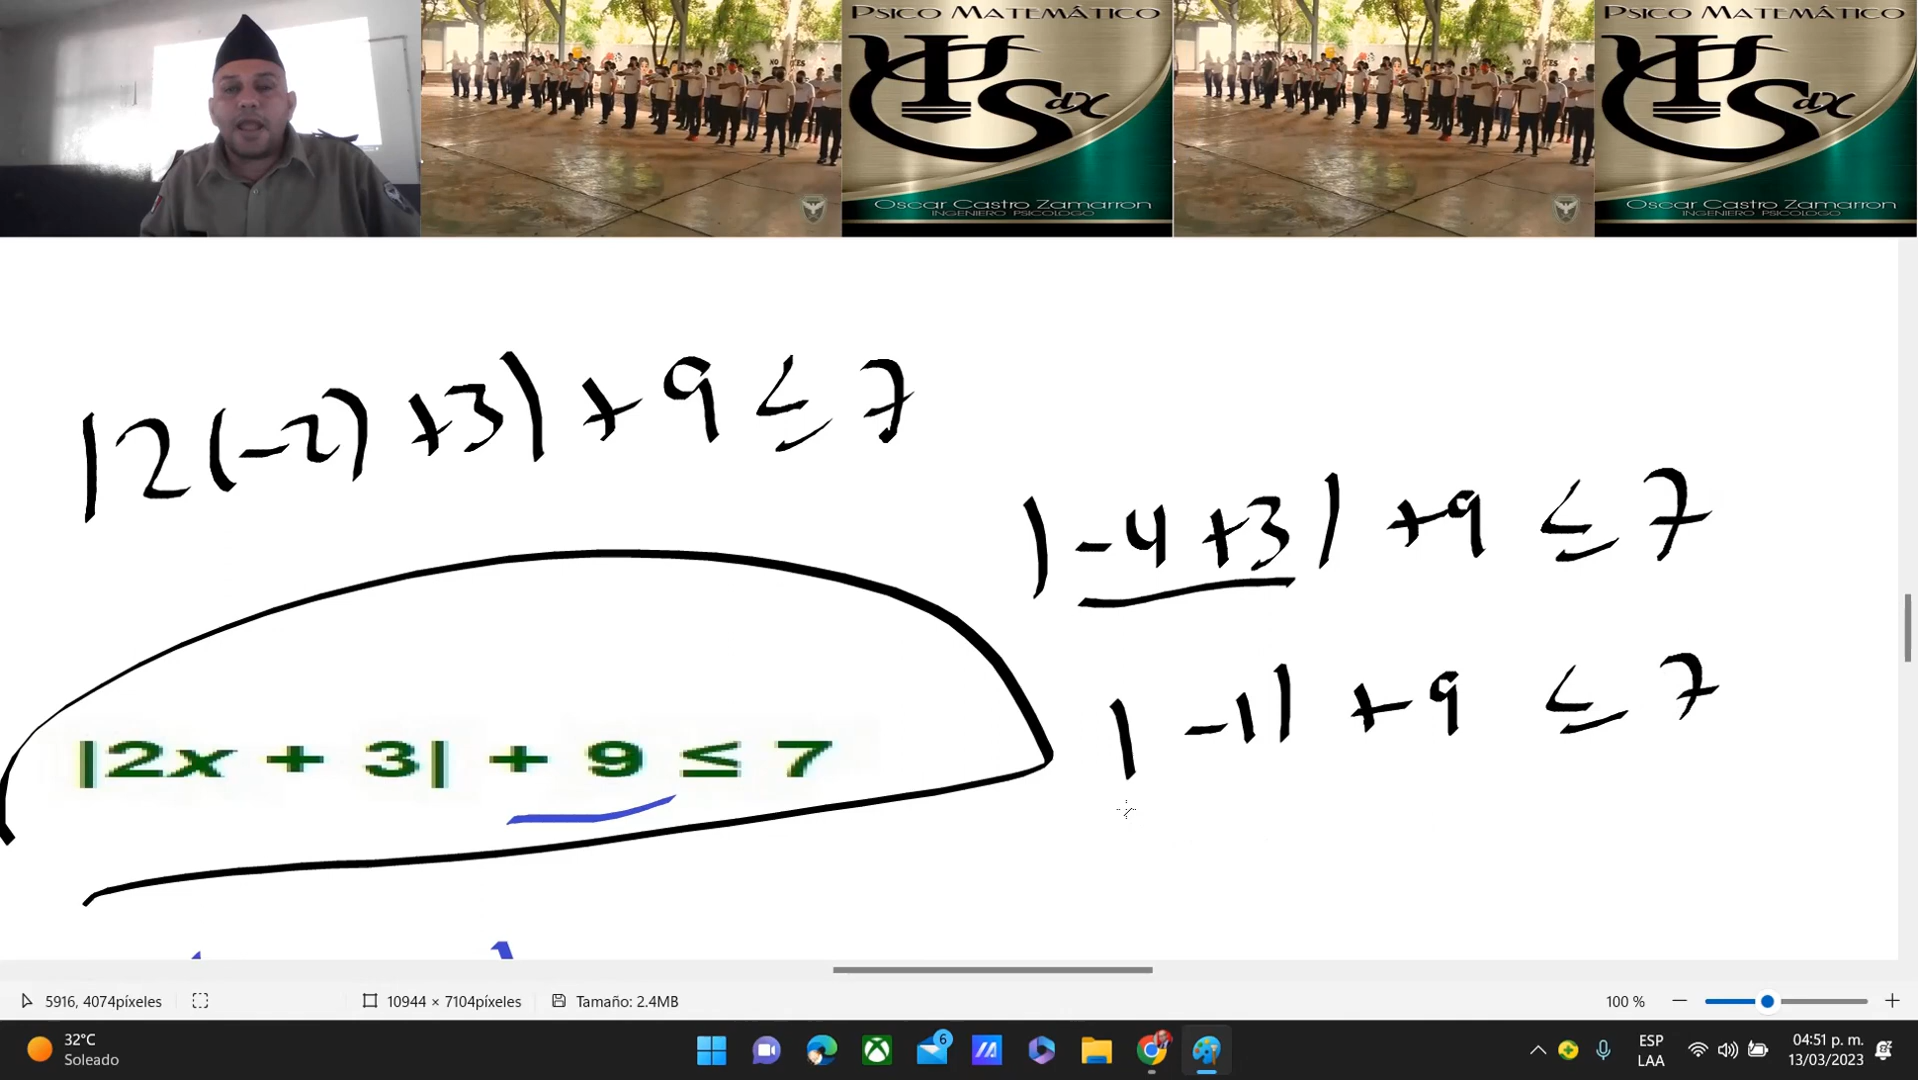 PSICO MATEMÁTICO
PSICO MATEMÁTICO
Oscar Castro Zamarron
INGENIERO PSICOLOGO
Oscar Castro Zamarron
INGENIERO PSICOLOGO
|2(-2)+3|+9≤7
|-4+3|+9≤7
|-1|+9≤7
|2x + 3| + 9 ≤ 7
5916, 4074píxeles
10944 × 7104píxeles
Tamaño: 2.4MB
100 %
32°C
Soleado
6
ESP
LAA
04:51 p. m.
13/03/2023